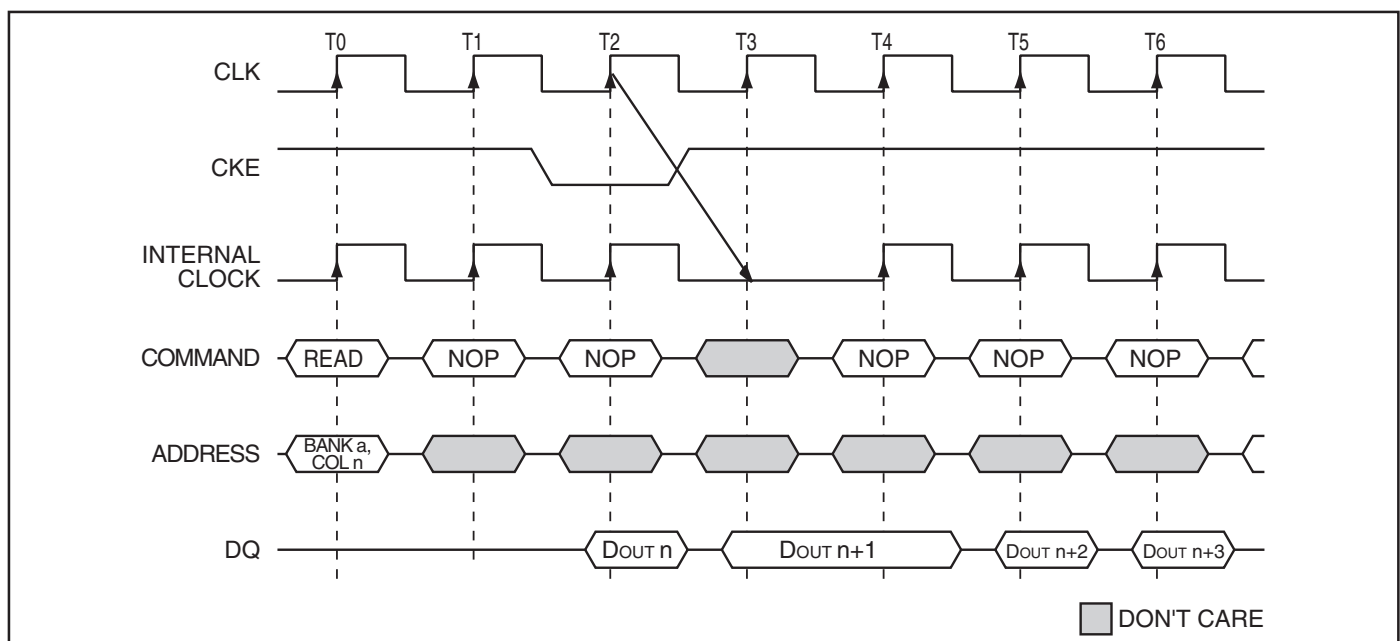 T0 T1 T2 T3 T4 T5 T6
CLK
CKE
INTERNAL
CLOCK
COMMAND READ NOP NOP NOP NOP NOP
ADDRESS BANK a,
COL n
DQ DOUT n DOUT n+1 DOUT n+2 DOUT n+3
DON'T CARE